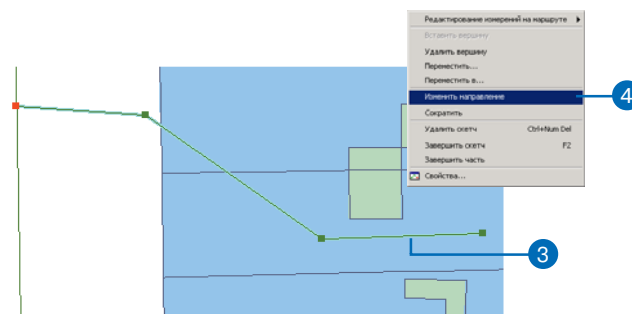 Редактирование измерений на маршруте
Вставить вершину
Удалить вершину
Переместить...
Переместить в...
Изменить направление
4
Сократить
Удалить скетч Ctrl+Num Del
Завершить скетч F2
Завершить часть
Свойства...
3